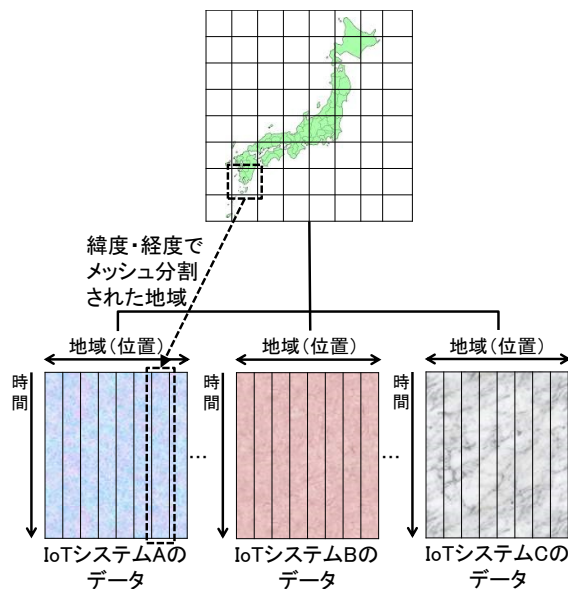 緯度・経度で
メッシュ分割
された地域
地域（位置）
地域（位置）
地域（位置）
時間
時間
時間
…
…
IoTシステムAの
データ
IoTシステムBの
データ
IoTシステムCの
データ